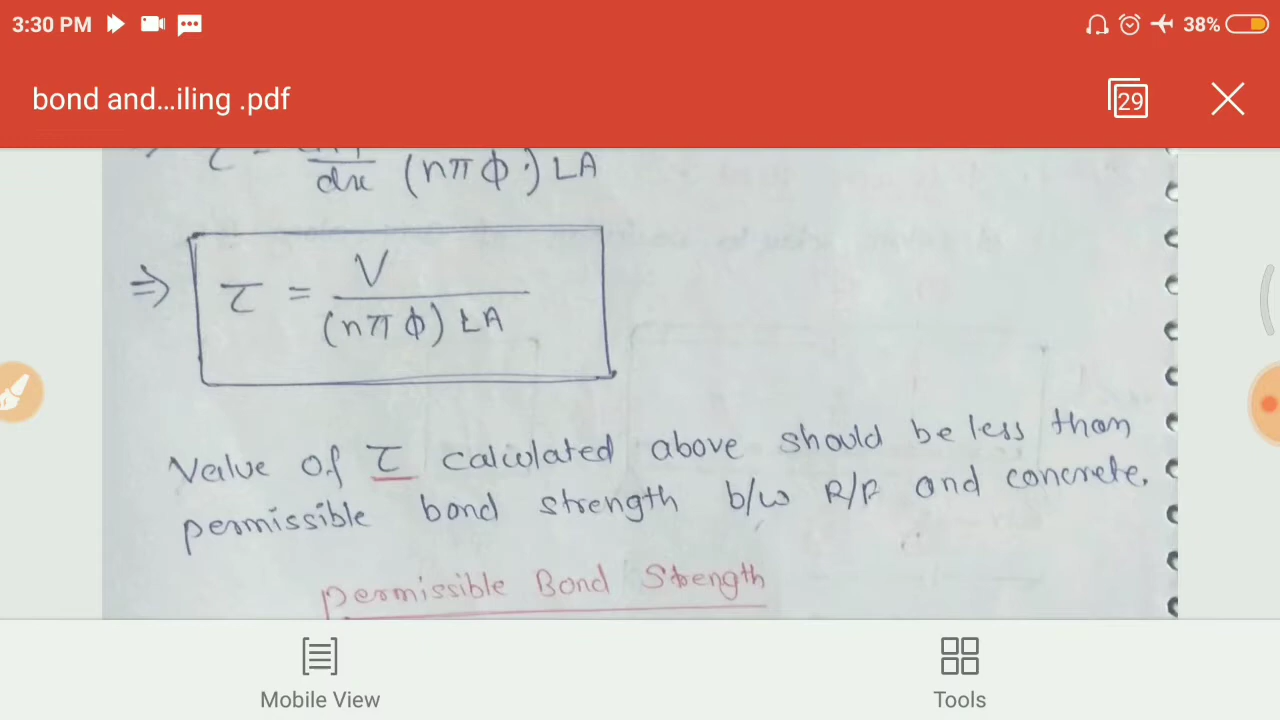 3:30 PM
38%
bond and...iling .pdf
29
dx (nπϕ.) LA
⇒ τ = V
(nπϕ) LA
Value of τ calculated above should be less than
permissible bond strength b/w R/F and concrete.
Permissible Bond Strength
Mobile View
Tools